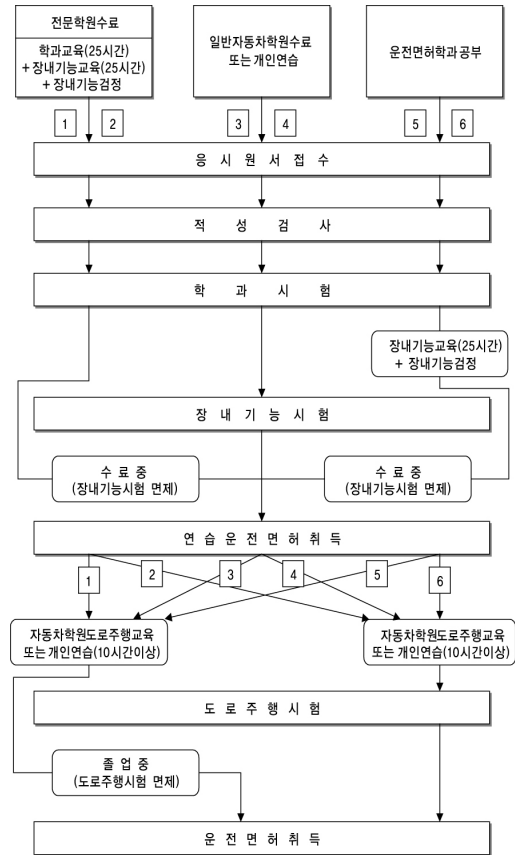 전문학원수료
학과교육(25시간)
+ 장내기능교육(25시간)
+ 장내기능검정
일반자동차학원수료
또는 개인연습
운전면허학과 공부
1 2 3 4 5 6
응 시 원 서 접 수
적 성 검 사
학 과 시 험
장내기능교육(25시간)
+ 장내기능검정
장 내 기 능 시 험
수 료 중
(장내기능시험 면제)
수 료 중
(장내기능시험 면제)
연 습 운 전 면 허 취 득
1 2 3 4 5 6
자동차학원도로주행교육
또는 개인연습(10시간이상)
자동차학원도로주행교육
또는 개인연습(10시간이상)
도 로 주 행 시 험
졸 업 중
(도로주행시험 면제)
운 전 면 허 취 득